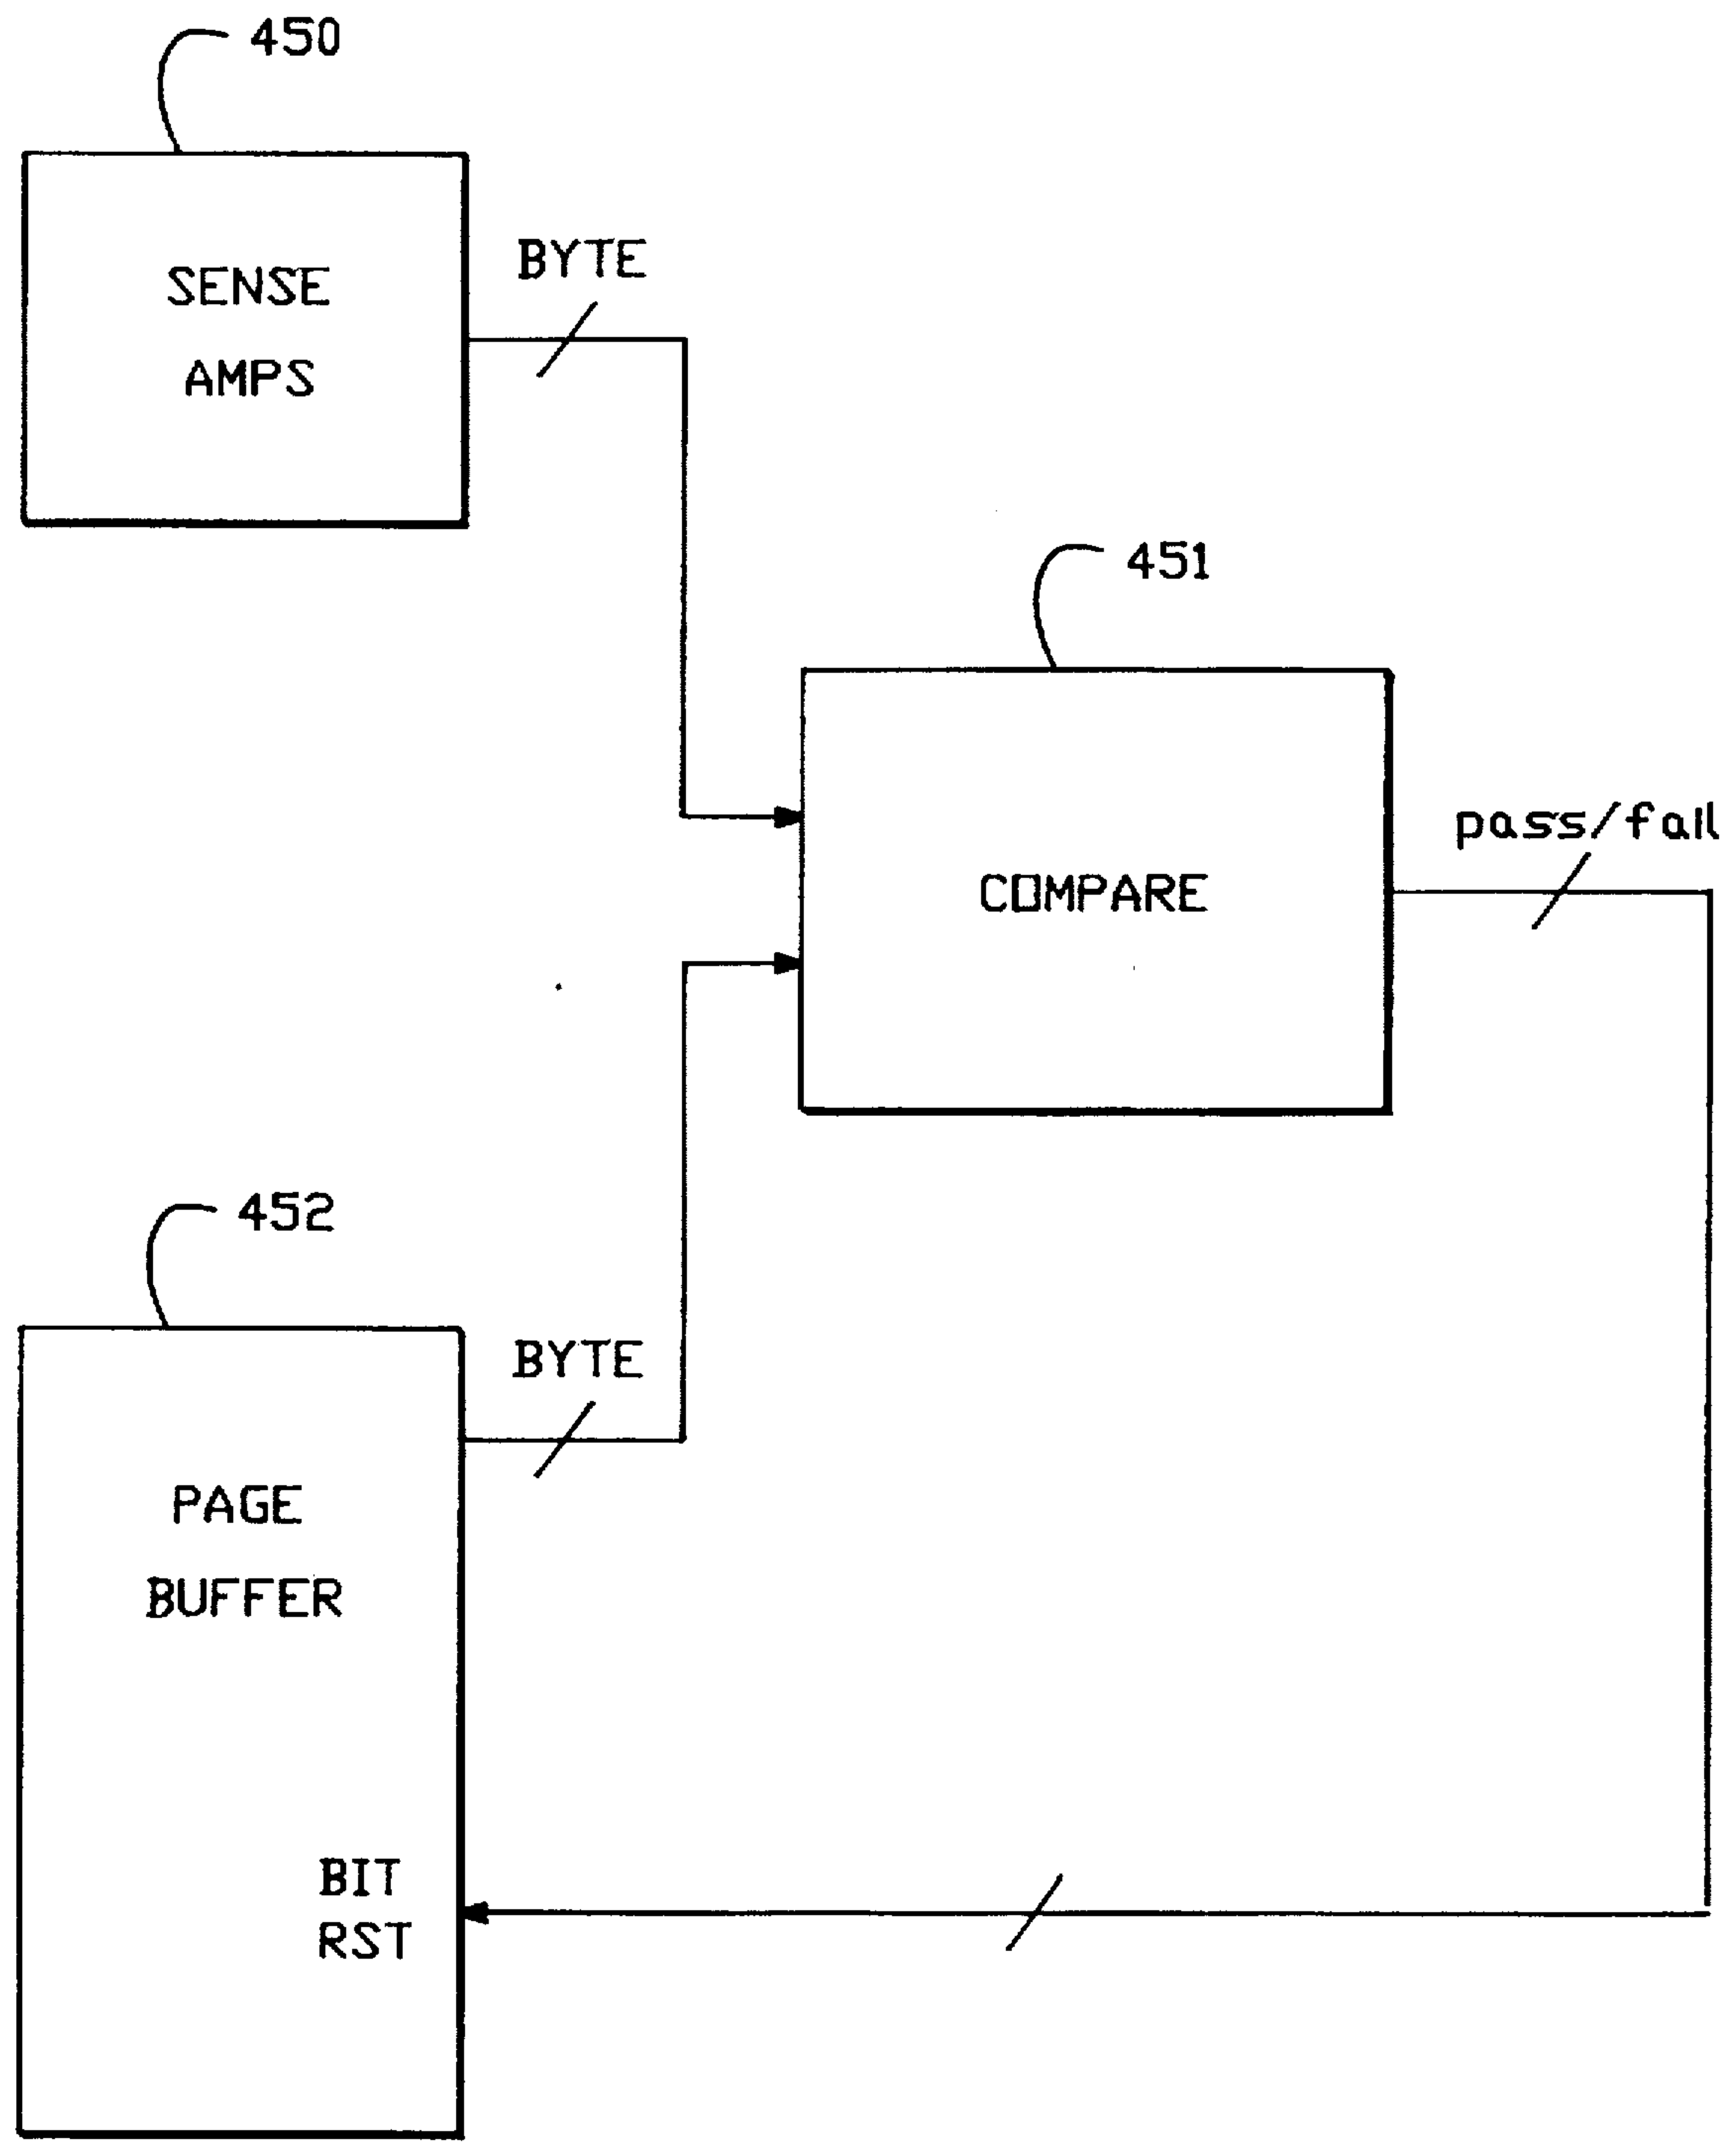 450
SENSE
AMPS
BYTE
451
COMPARE
pass/fail
452
BYTE
PAGE
BUFFER
BIT
RST